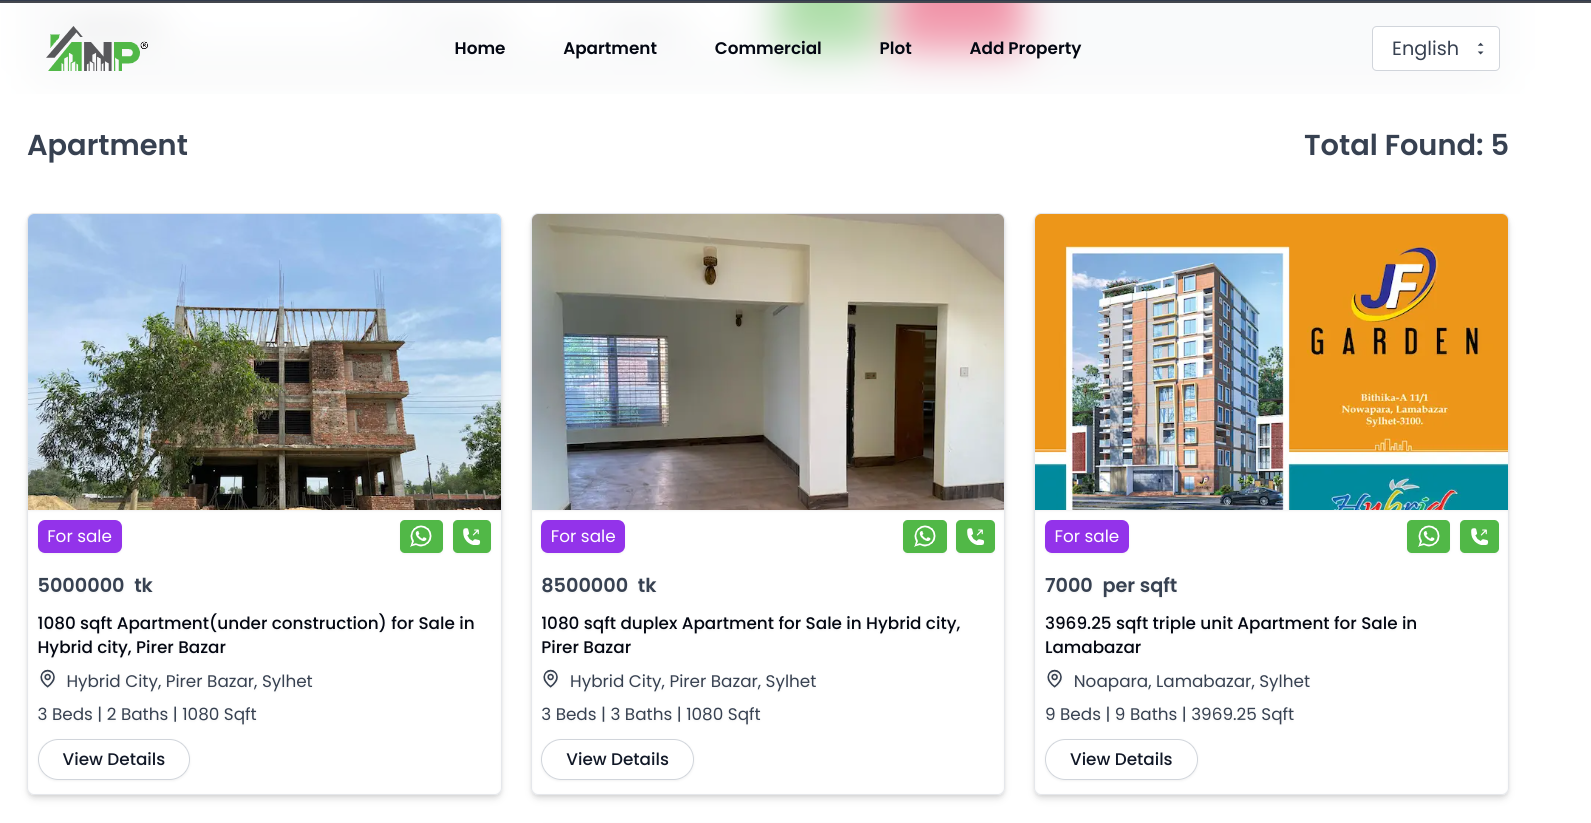 ANP®
Home
Apartment
Commercial
Plot
Add Property
English
Apartment
Total Found: 5
JF
GARDEN
Bithika-A 11/1
Nowapara, Lamabazar
Sylhet-3100.
Hybrid
For sale
5000000 tk
1080 sqft Apartment(under construction) for Sale in
Hybrid city, Pirer Bazar
Hybrid City, Pirer Bazar, Sylhet
3 Beds | 2 Baths | 1080 Sqft
View Details
For sale
8500000 tk
1080 sqft duplex Apartment for Sale in Hybrid city,
Pirer Bazar
Hybrid City, Pirer Bazar, Sylhet
3 Beds | 3 Baths | 1080 Sqft
View Details
For sale
7000 per sqft
3969.25 sqft triple unit Apartment for Sale in
Lamabazar
Noapara, Lamabazar, Sylhet
9 Beds | 9 Baths | 3969.25 Sqft
View Details